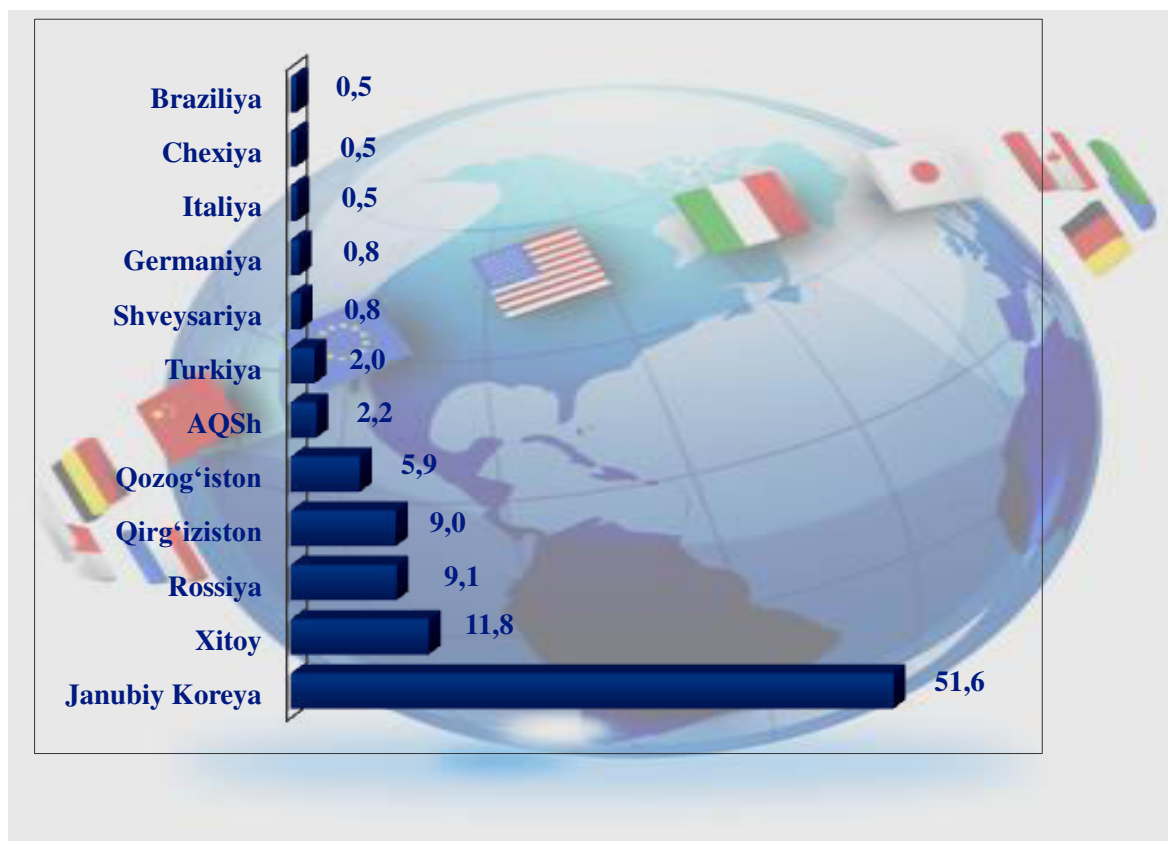 Braziliya 0,5
Chexiya 0,5
Italiya 0,5
Germaniya 0,8
Shveysariya 0,8
Turkiya 2,0
AQSh 2,2
Qozog‘iston 5,9
Qirg‘iziston 9,0
Rossiya 9,1
Xitoy 11,8
Janubiy Koreya 51,6